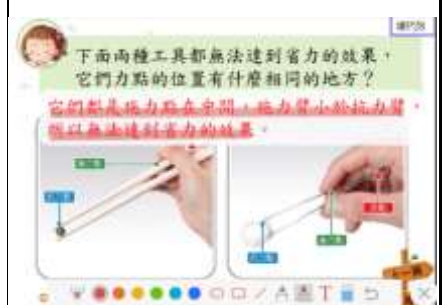 下面兩種工具都無法達到省力的效果，
它們力點的位置有什麼相同的地方？
它們都是施力點在中間，施力臂小於抗力臂，
所以無法達到省力的效果。